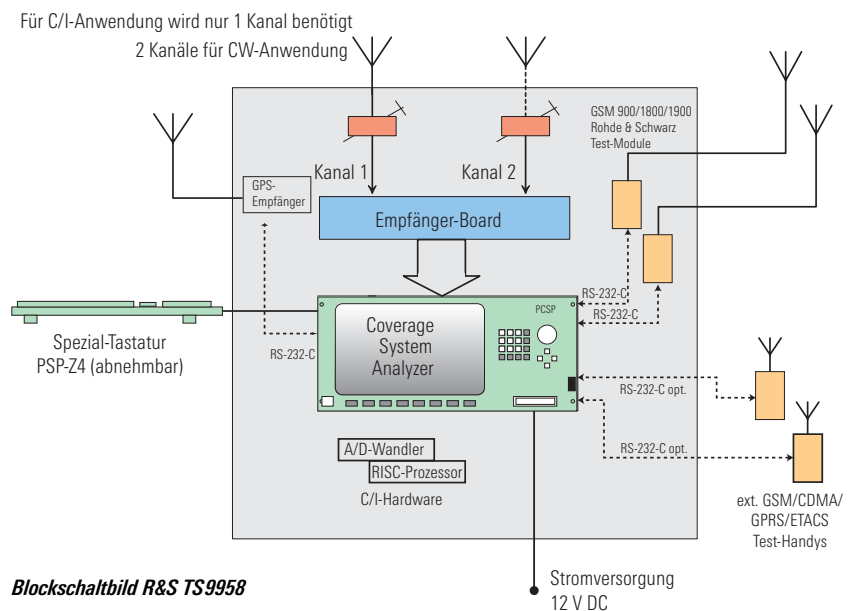 Für C/I-Anwendung wird nur 1 Kanal benötigt
2 Kanäle für CW-Anwendung
GSM 900/1800/1900
Rohde & Schwarz
Test-Module
Kanal 1
Kanal 2
GPS-
Empfänger
Empfänger-Board
RS-232-C
RS-232-C
PCSP
Coverage
System
Analyzer
Spezial-Tastatur
PSP-Z4 (abnehmbar)
RS-232-C
RS-232-C opt.
RS-232-C opt.
A/D-Wandler
RISC-Prozessor
C/I-Hardware
ext. GSM/CDMA/
GPRS/ETACS
Test-Handys
Blockschaltbild R&S TS9958
Stromversorgung
12 V DC